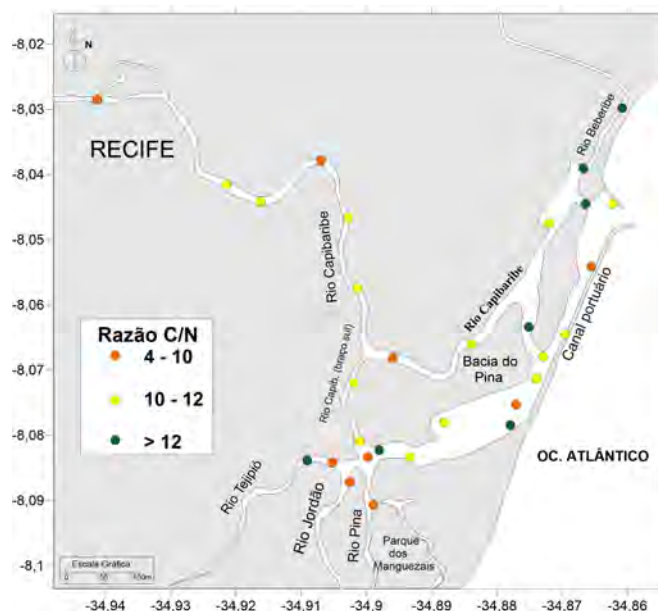 -8,02
-8,03
-8,04
-8,05
-8,06
-8,07
-8,08
-8,09
-8,1
N
RECIFE
Rio Beberibe
Rio Capibaribe
Rio Capibaribe
Canal portuário
Razão C/N
4 - 10
10 - 12
> 12
Rio Capib. (braço sul)
Bacia do
Pina
OC. ATLÂNTICO
Rio Tejipió
Rio Jordão
Rio Pina
Parque
dos
Manguezais
Escala Gráfica
0
-34.94
-34.93
-34.92
-34.91
-34.9
-34.89
-34.88
-34.87
-34.86